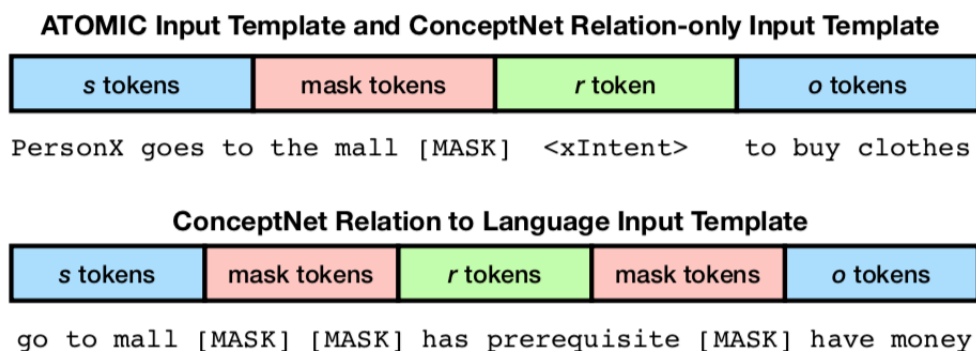 ATOMIC Input Template and ConceptNet Relation-only Input Template
s tokens mask tokens r token o tokens
PersonX goes to the mall [MASK] <xIntent> to buy clothes
ConceptNet Relation to Language Input Template
s tokens mask tokens r tokens mask tokens o tokens
go to mall [MASK] [MASK] has prerequisite [MASK] have money